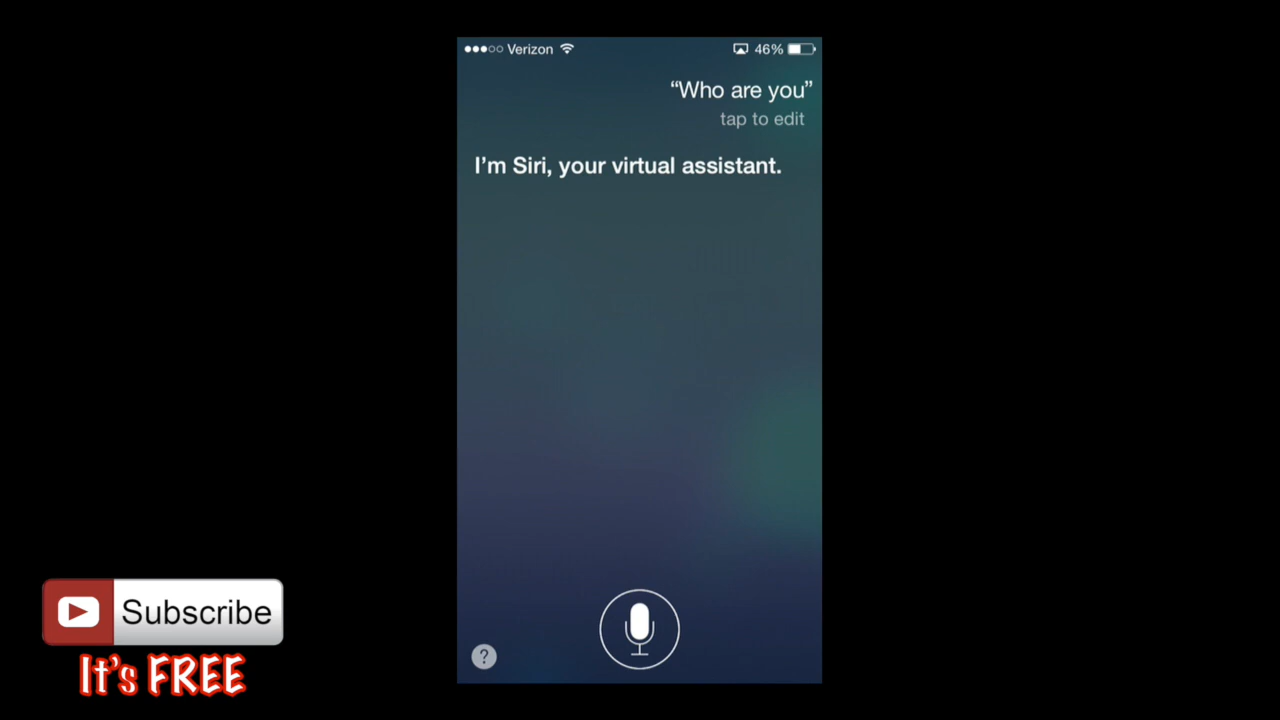 Verizon 46%
“Who are you”
tap to edit
I’m Siri, your virtual assistant.
?
Subscribe
It's FREE